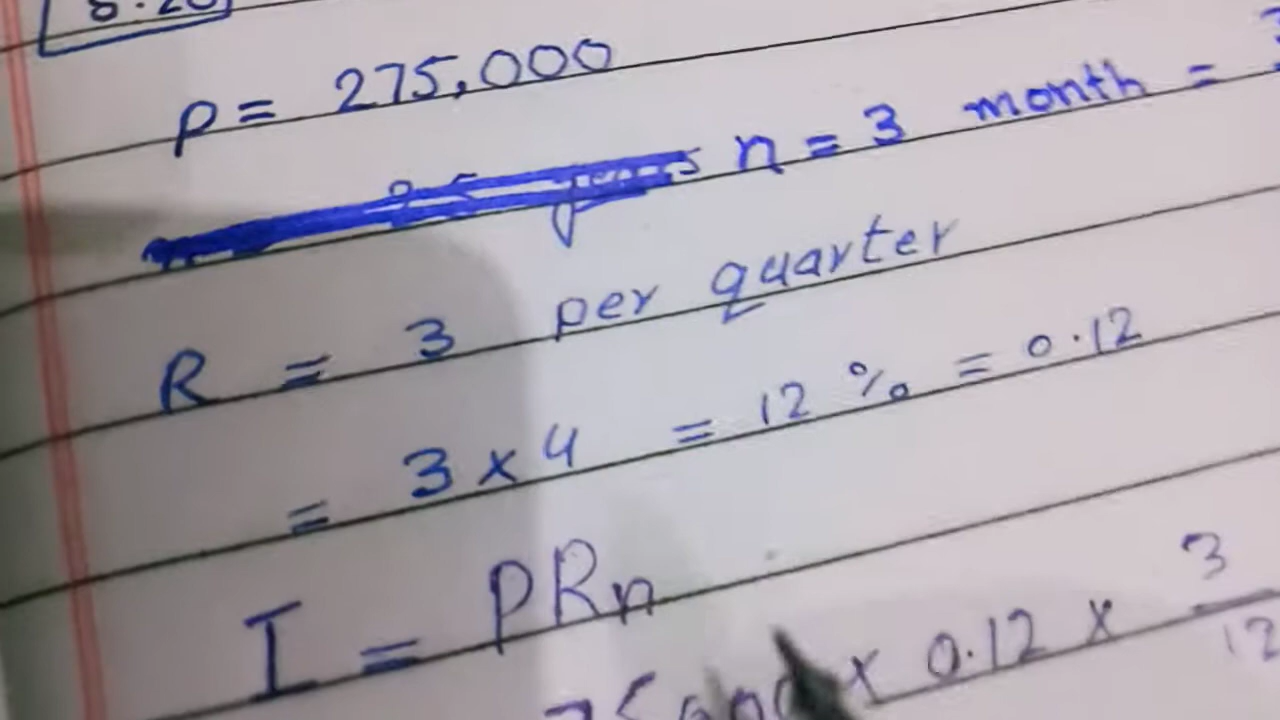 P = 275,000
n = 3 month =
R = 3 per quarter
= 3 x 4 = 12 % = 0.12
I = PRn
x 0.12 x 3/12